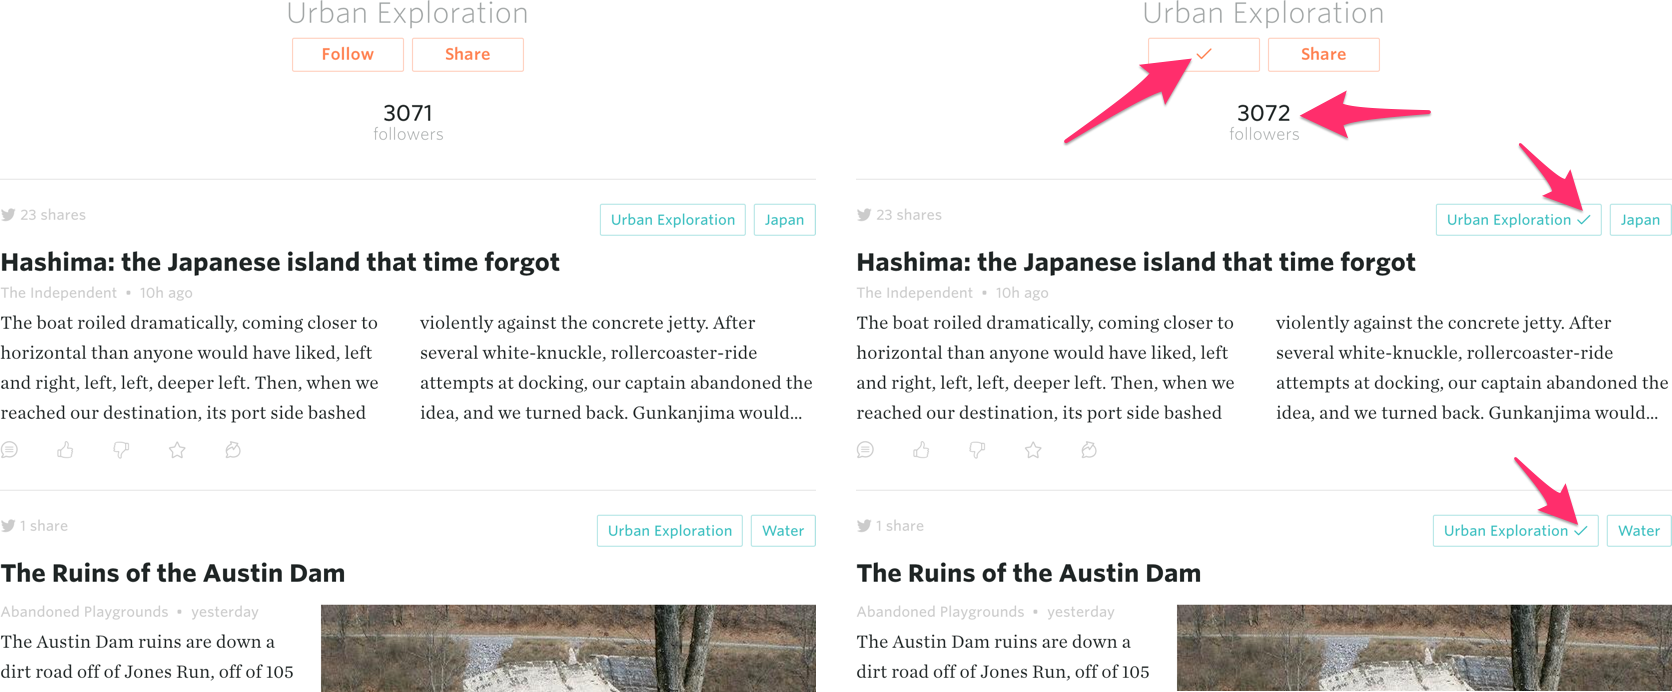 Urban Exploration
Follow
Share
3071
followers
23 shares
Urban Exploration
Japan
Hashima: the Japanese island that time forgot
The Independent • 10h ago
The boat roiled dramatically, coming closer to
horizontal than anyone would have liked, left
and right, left, left, deeper left. Then, when we
reached our destination, its port side bashed
violently against the concrete jetty. After
several white-knuckle, rollercoaster-ride
attempts at docking, our captain abandoned the
idea, and we turned back. Gunkanjima would...
1 share
Urban Exploration
Water
The Ruins of the Austin Dam
Abandoned Playgrounds • yesterday
The Austin Dam ruins are down a
dirt road off of Jones Run, off of 105
Urban Exploration
Share
3072
followers
23 shares
Urban Exploration ✓
Japan
Hashima: the Japanese island that time forgot
The Independent • 10h ago
The boat roiled dramatically, coming closer to
horizontal than anyone would have liked, left
and right, left, left, deeper left. Then, when we
reached our destination, its port side bashed
violently against the concrete jetty. After
several white-knuckle, rollercoaster-ride
attempts at docking, our captain abandoned the
idea, and we turned back. Gunkanjima would...
1 share
Urban Exploration ✓
Water
The Ruins of the Austin Dam
Abandoned Playgrounds • yesterday
The Austin Dam ruins are down a
dirt road off of Jones Run, off of 105